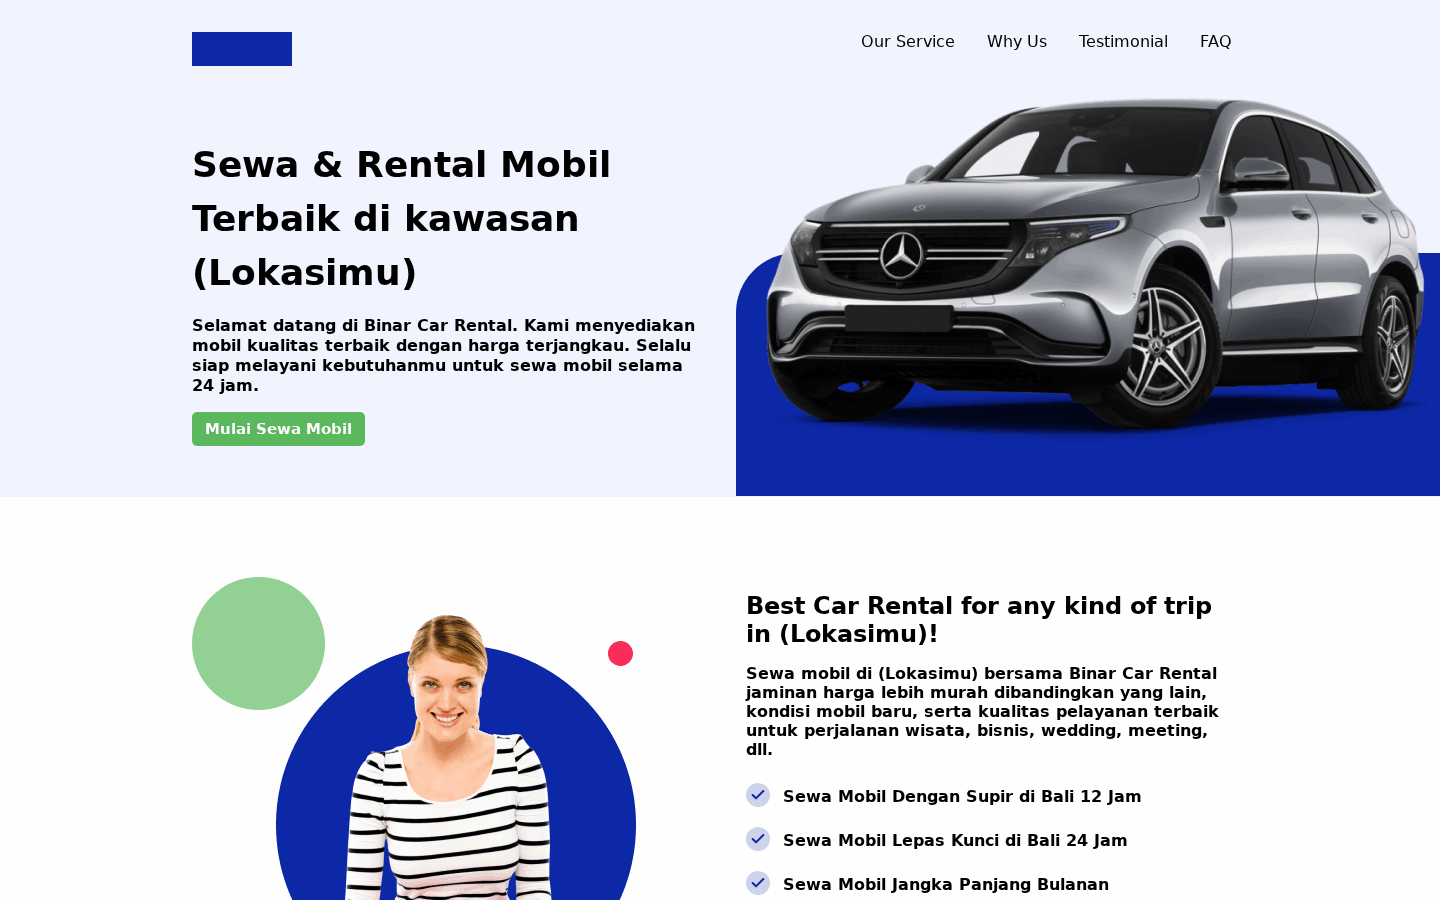 Our Service Why Us Testimonial FAQ
Sewa & Rental Mobil
Terbaik di kawasan
(Lokasimu)
Selamat datang di Binar Car Rental. Kami menyediakan
mobil kualitas terbaik dengan harga terjangkau. Selalu
siap melayani kebutuhanmu untuk sewa mobil selama
24 jam.
Mulai Sewa Mobil
Best Car Rental for any kind of trip
in (Lokasimu)!
Sewa mobil di (Lokasimu) bersama Binar Car Rental
jaminan harga lebih murah dibandingkan yang lain,
kondisi mobil baru, serta kualitas pelayanan terbaik
untuk perjalanan wisata, bisnis, wedding, meeting,
dll.
Sewa Mobil Dengan Supir di Bali 12 Jam
Sewa Mobil Lepas Kunci di Bali 24 Jam
Sewa Mobil Jangka Panjang Bulanan